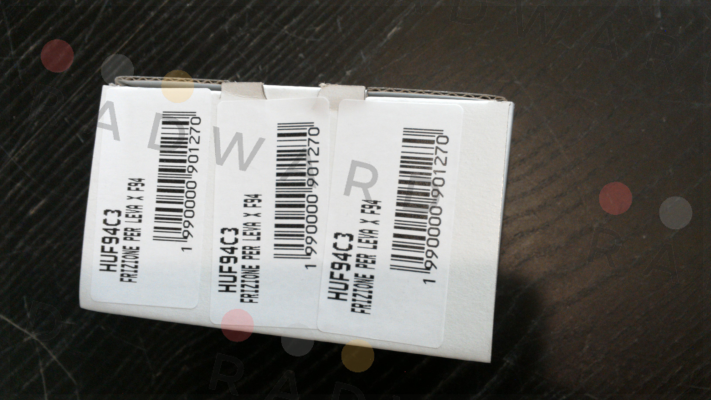 HUF94C3
FRIZIONE PER LEVA X F94
1 990000 901270
HUF94C3
FRIZIONE PER LEVA X F94
1 990000 901270
HUF94C3
FRIZIONE PER LEVA X F94
1 990000 901270
RADWARD